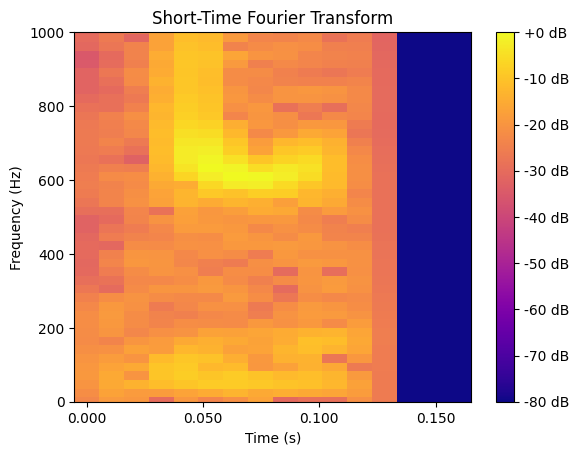 Short-Time Fourier Transform
1000
800
600
400
200
0
Frequency (Hz)
0.000
0.050
0.100
0.150
Time (s)
+0 dB
-10 dB
-20 dB
-30 dB
-40 dB
-50 dB
-60 dB
-70 dB
-80 dB